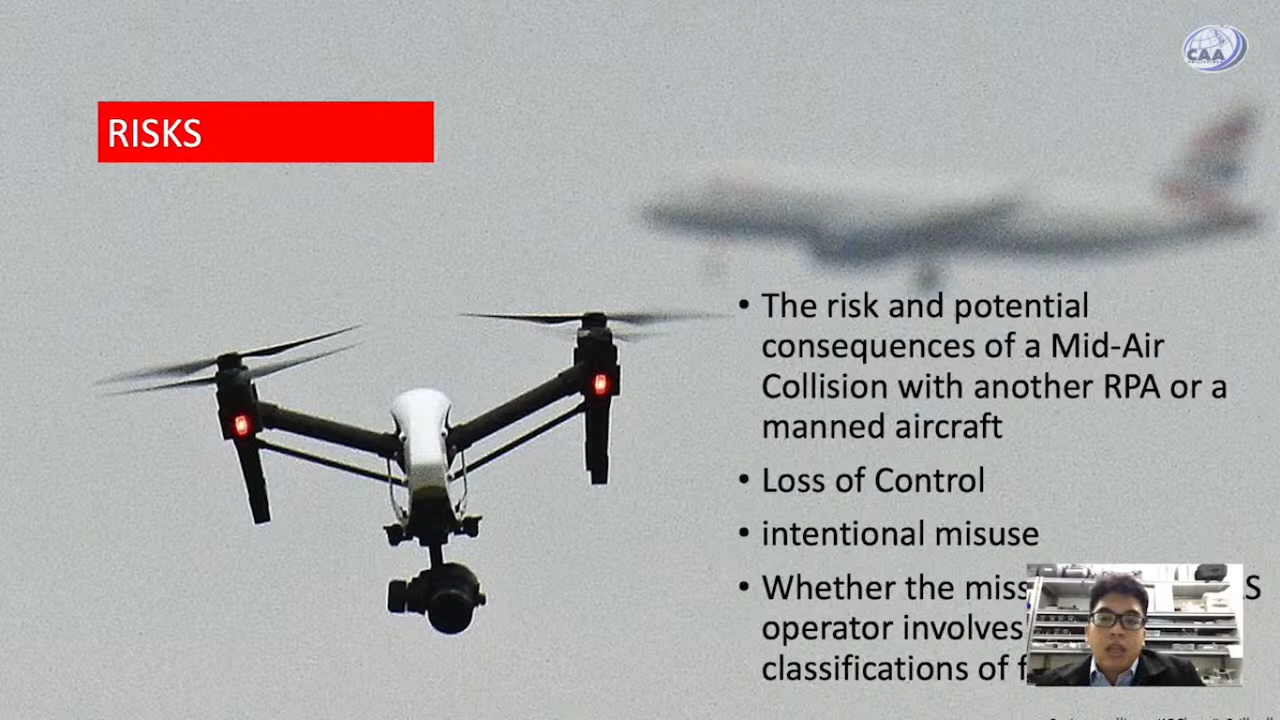 CAA
RISKS
• The risk and potential
consequences of a Mid-Air
Collision with another RPA or a
manned aircraft
• Loss of Control
• intentional misuse
• Whether the
operator involves
classifications of